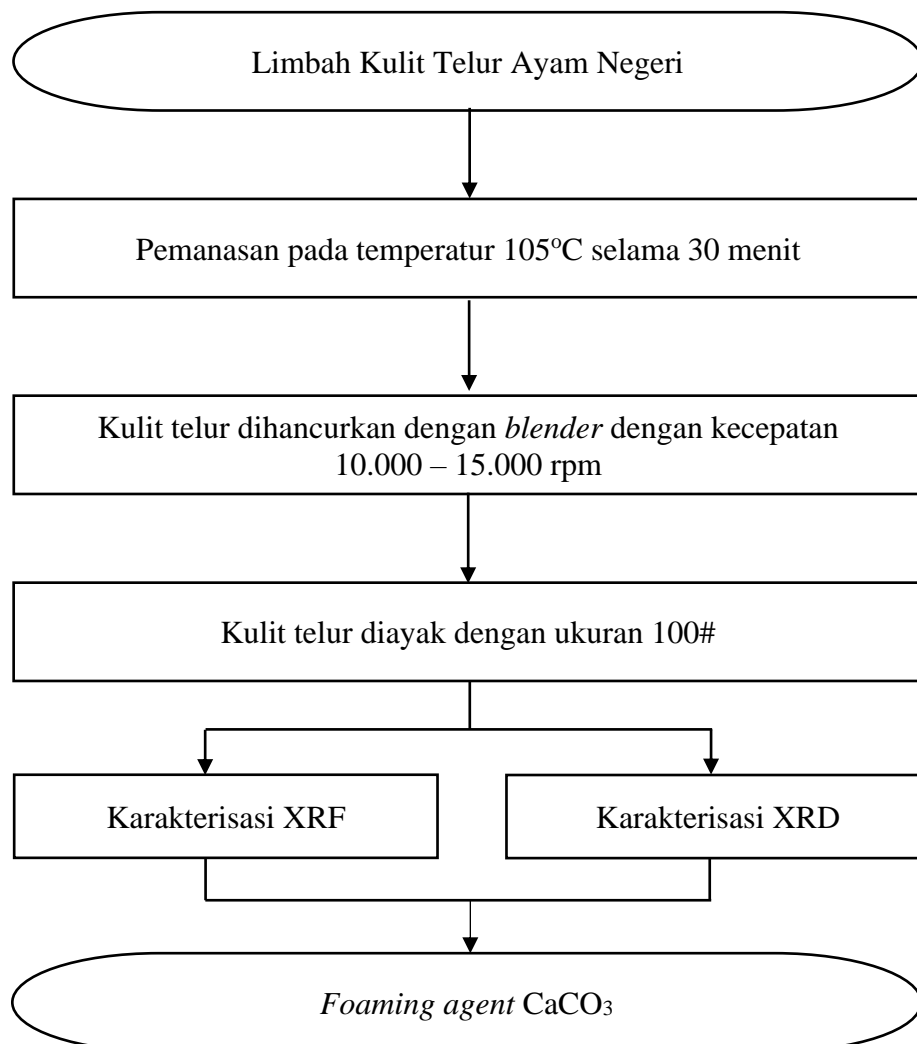 Limbah Kulit Telur Ayam Negeri
Pemanasan pada temperatur 105°C selama 30 menit
Kulit telur dihancurkan dengan blender dengan kecepatan
10.000 – 15.000 rpm
Kulit telur diayak dengan ukuran 100#
Karakterisasi XRF
Karakterisasi XRD
Foaming agent CaCO₃